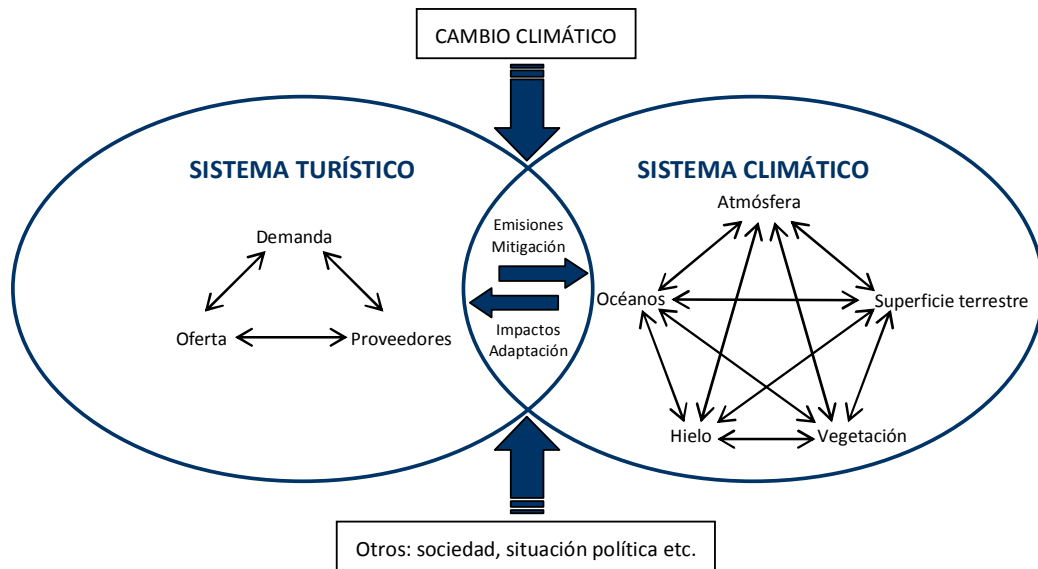 CAMBIO CLIMÁTICO
SISTEMA TURÍSTICO
SISTEMA CLIMÁTICO
Demanda
Oferta
Proveedores
Emisiones
Mitigación
Impactos
Adaptación
Atmósfera
Océanos
Superficie terrestre
Hielo
Vegetación
Otros: sociedad, situación política etc.